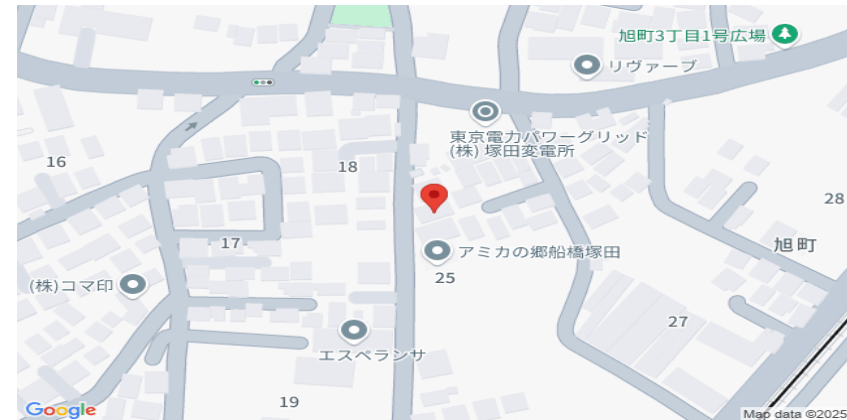 旭町3丁目1号広場
リヴァーブ
東京電力パワーグリッド
(株) 塚田変電所
16
18
28
旭町
17
アミカの郷船橋塚田
25
(株)コマ印
27
エスペランサ
19
Google
Map data ©2025